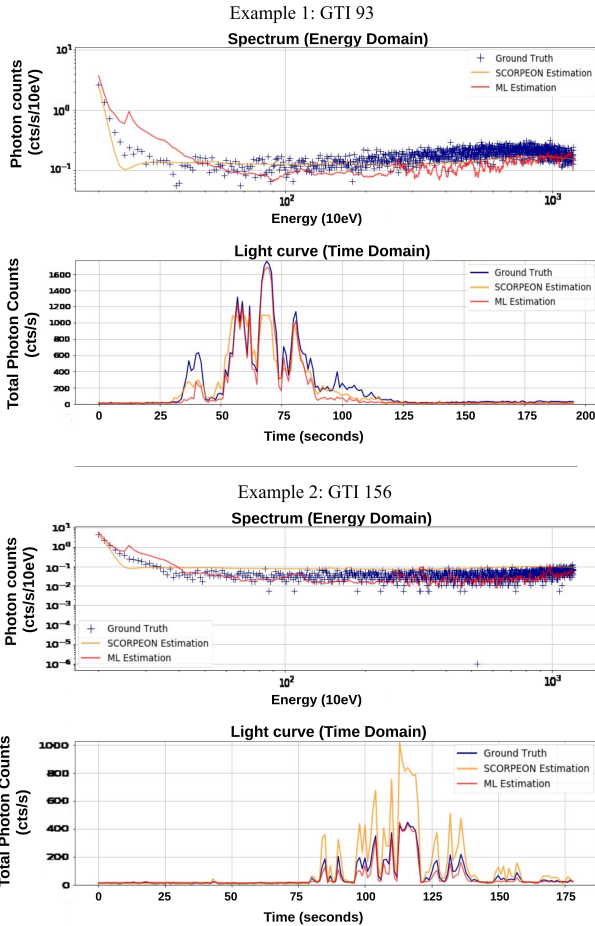 Example 1: GTI 93
Spectrum (Energy Domain)
Photon counts
(cts/s/10eV)
10¹
10⁰
10⁻¹
Ground Truth
SCORPEON Estimation
ML Estimation
10²
10³
Energy (10eV)
Light curve (Time Domain)
Total Photon Counts
(cts/s)
1600
1400
1200
1000
800
600
400
200
0
Ground Truth
SCORPEON Estimation
ML Estimation
0 25 50 75 100 125 150 175 200
Time (seconds)
Example 2: GTI 156
Spectrum (Energy Domain)
Photon counts
(cts/s/10eV)
10¹
10⁰
10⁻¹
10⁻²
10⁻³
10⁻⁴
10⁻⁵
10⁻⁶
Ground Truth
SCORPEON Estimation
ML Estimation
10²
10³
Energy (10eV)
Light curve (Time Domain)
Total Photon Counts
(cts/s)
1000
800
600
400
200
0
Ground Truth
SCORPEON Estimation
ML Estimation
0 25 50 75 100 125 150 175
Time (seconds)